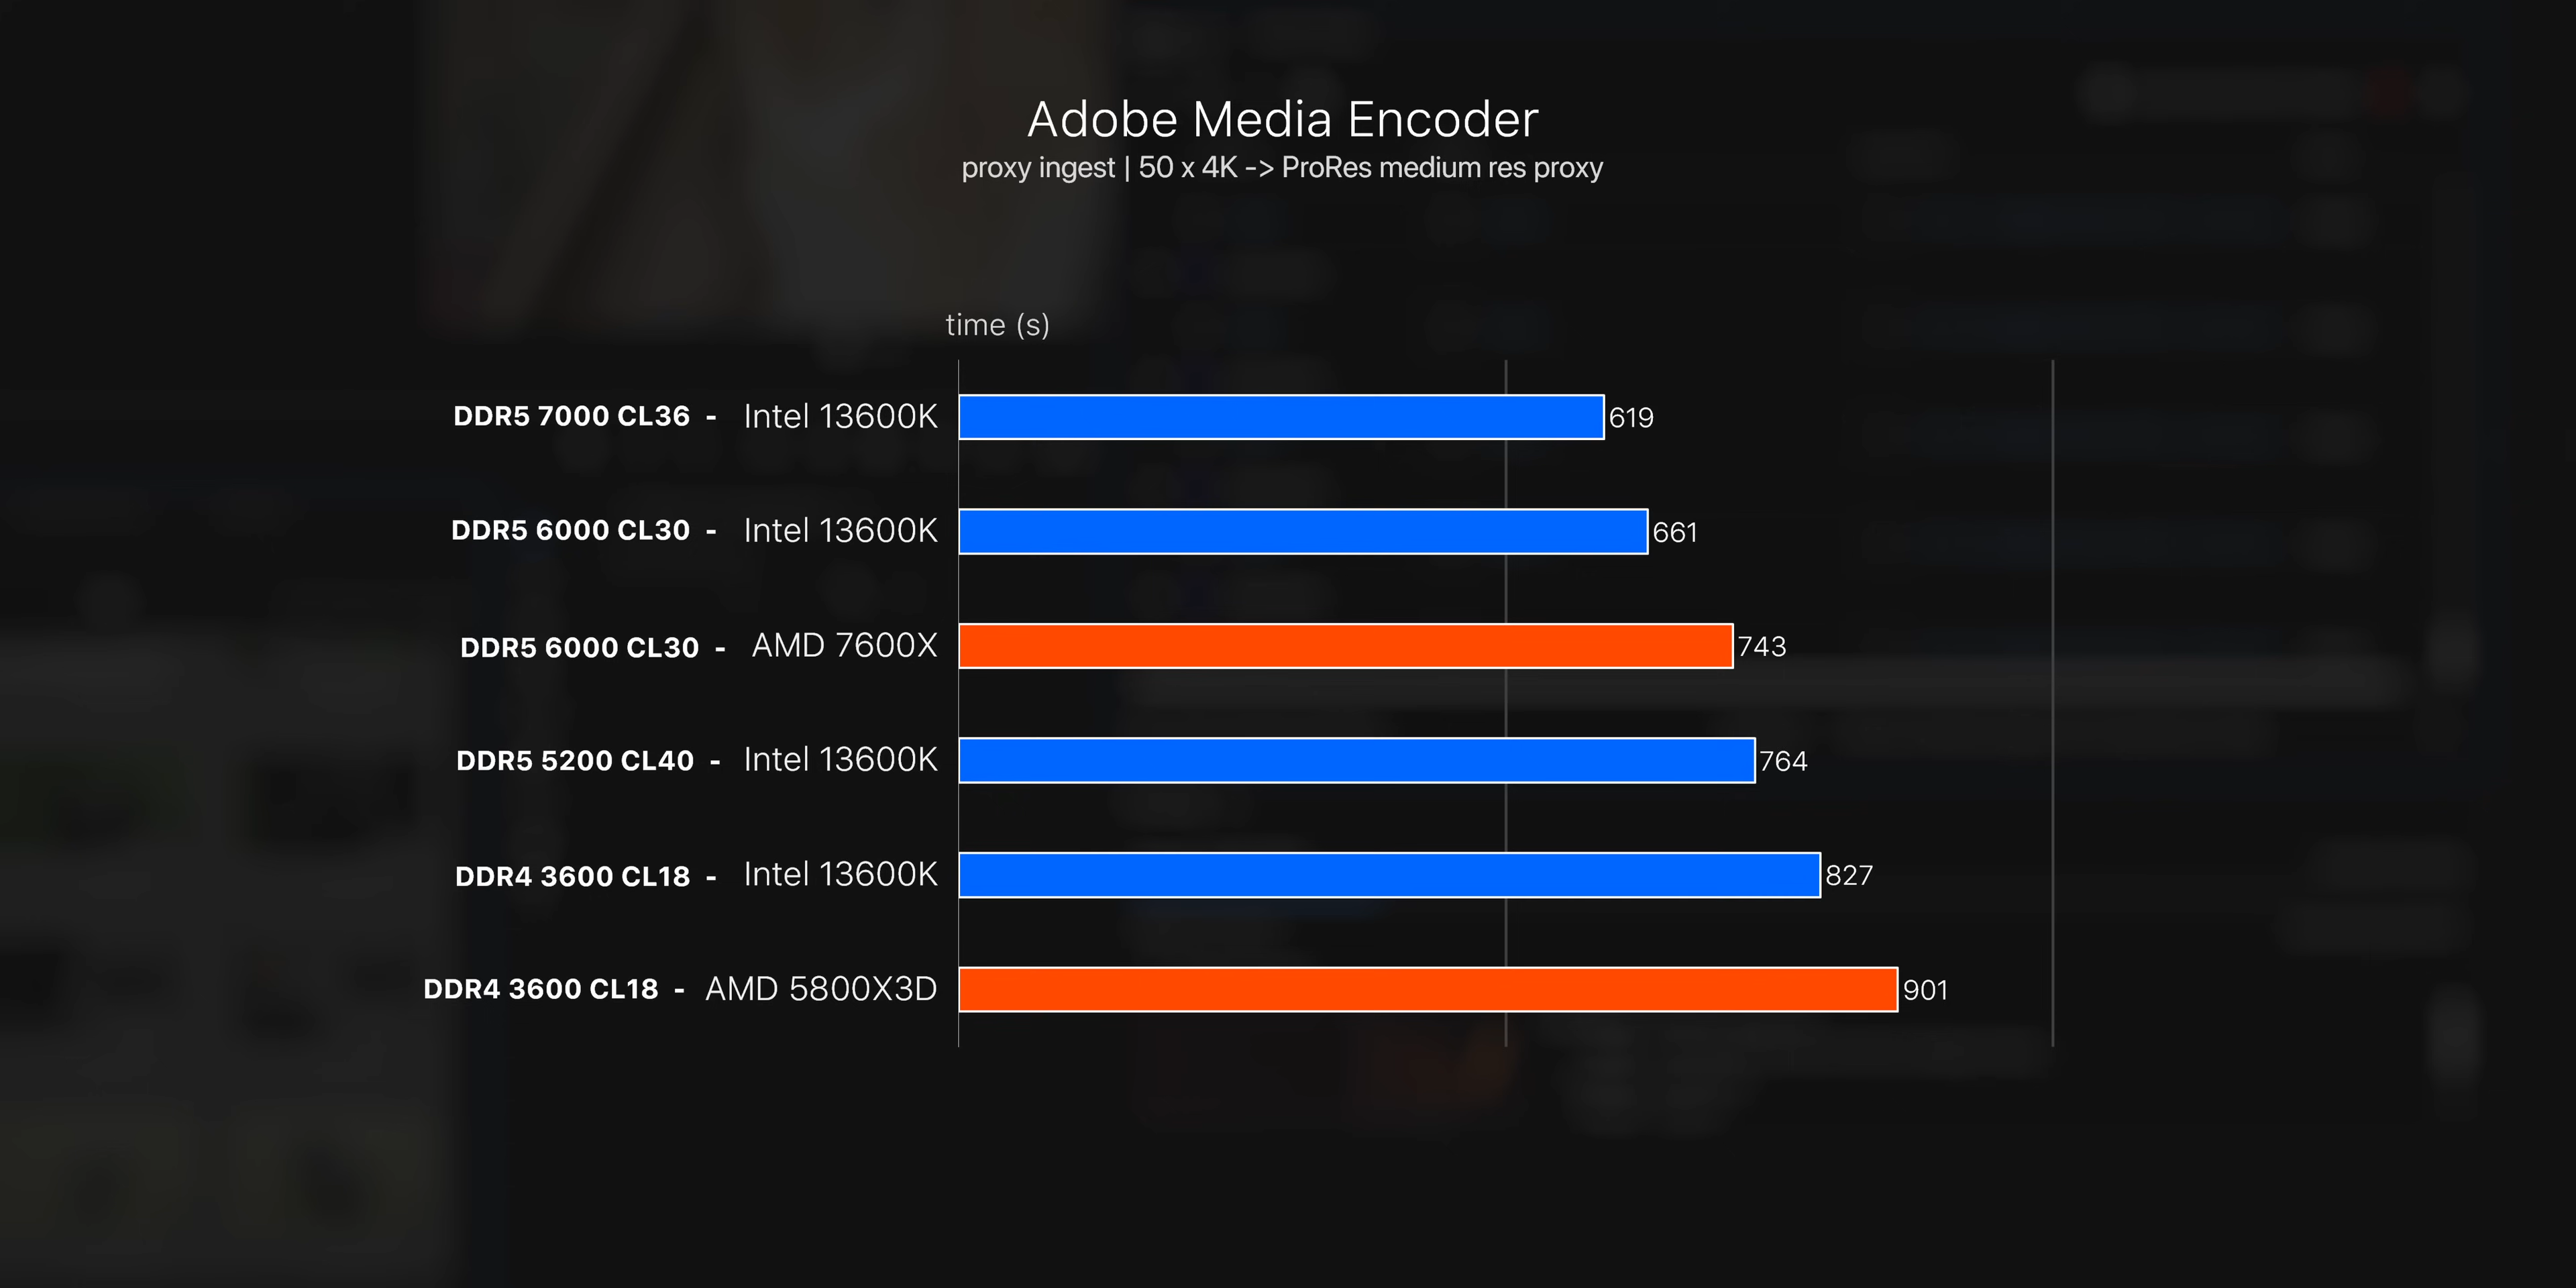 Adobe Media Encoder
proxy ingest | 50 x 4K -> ProRes medium res proxy
time (s)
DDR5 7000 CL36 - Intel 13600K 619
DDR5 6000 CL30 - Intel 13600K 661
DDR5 6000 CL30 - AMD 7600X 743
DDR5 5200 CL40 - Intel 13600K 764
DDR4 3600 CL18 - Intel 13600K 827
DDR4 3600 CL18 - AMD 5800X3D 901